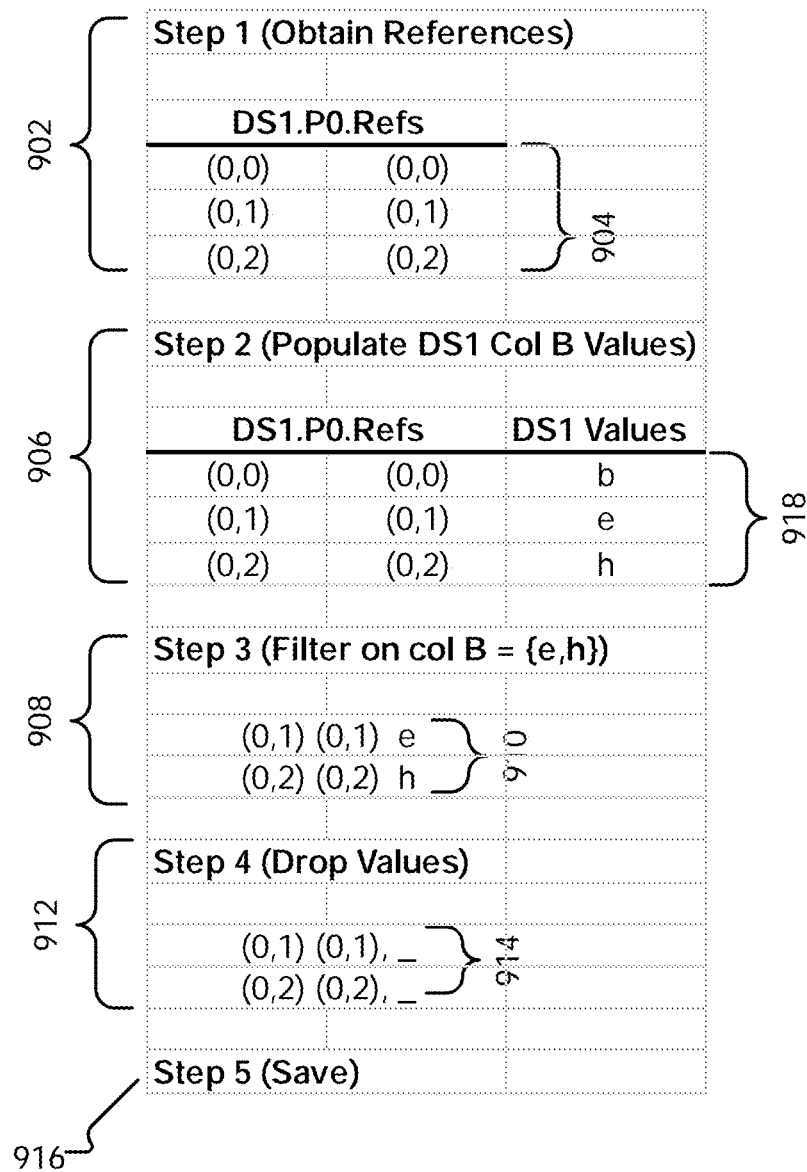 Step 1 (Obtain References)
902
DS1.P0.Refs
(0,0) (0,0)
(0,1) (0,1)
904
(0,2) (0,2)
Step 2 (Populate DS1 Col B Values)
906
DS1.P0.Refs DS1 Values
(0,0) (0,0) b
(0,1) (0,1) e
918
(0,2) (0,2) h
Step 3 (Filter on col B = {e,h})
908
(0,1) (0,1) e
910
(0,2) (0,2) h
Step 4 (Drop Values)
912
(0,1) (0,1), _
914
(0,2) (0,2), _
Step 5 (Save)
916